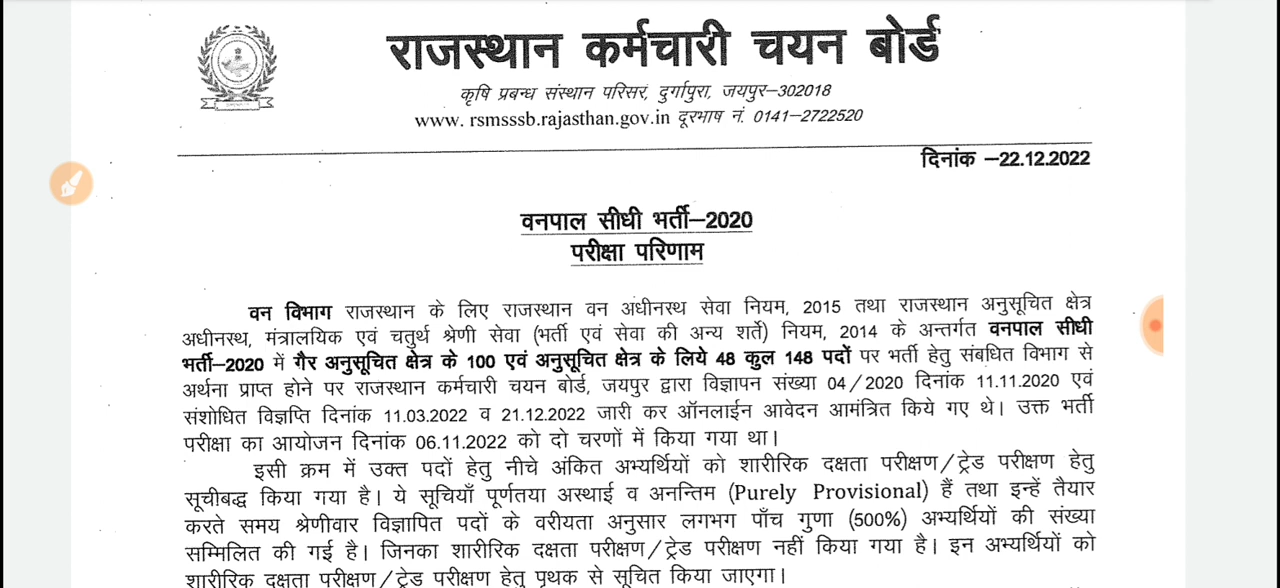 राजस्थान कर्मचारी चयन बोर्ड
कृषि प्रबन्ध संस्थान परिसर, दुर्गापुरा, जयपुर–302018
www. rsmsssb.rajasthan.gov.in दूरभाष नं. 0141–2722520
दिनांक –22.12.2022
वनपाल सीधी भर्ती–2020
परीक्षा परिणाम
वन विभाग राजस्थान के लिए राजस्थान वन अधीनस्थ सेवा नियम, 2015 तथा राजस्थान अनुसूचित क्षेत्र
अधीनस्थ, मंत्रालयिक एवं चतुर्थ श्रेणी सेवा (भर्ती एवं सेवा की अन्य शर्ते) नियम, 2014 के अन्तर्गत वनपाल सीधी
भर्ती–2020 में गैर अनुसूचित क्षेत्र के 100 एवं अनुसूचित क्षेत्र के लिये 48 कुल 148 पदों पर भर्ती हेतु संबधित विभाग से
अर्थना प्राप्त होने पर राजस्थान कर्मचारी चयन बोर्ड, जयपुर द्वारा विज्ञापन संख्या 04/2020 दिनांक 11.11.2020 एवं
संशोधित विज्ञप्ति दिनांक 11.03.2022 व 21.12.2022 जारी कर ऑनलाईन आवेदन आमंत्रित किये गए थे। उक्त भर्ती
परीक्षा का आयोजन दिनांक 06.11.2022 को दो चरणों में किया गया था।
इसी क्रम में उक्त पदों हेतु नीचे अंकित अभ्यर्थियों को शारीरिक दक्षता परीक्षण/ट्रेड परीक्षण हेतु
सूचीबद्ध किया गया है। ये सूचियाँ पूर्णतया अस्थाई व अनन्तिम (Purely Provisional) हैं तथा इन्हें तैयार
करते समय श्रेणीवार विज्ञापित पदों के वरीयता अनुसार लगभग पाँच गुणा (500%) अभ्यर्थियों की संख्या
सम्मिलित की गई है। जिनका शारीरिक दक्षता परीक्षण/ट्रेड परीक्षण नहीं किया गया है। इन अभ्यर्थियों को
शारीरिक दक्षता परीक्षण/ट्रेड परीक्षण हेतु पृथक से सूचित किया जाएगा।